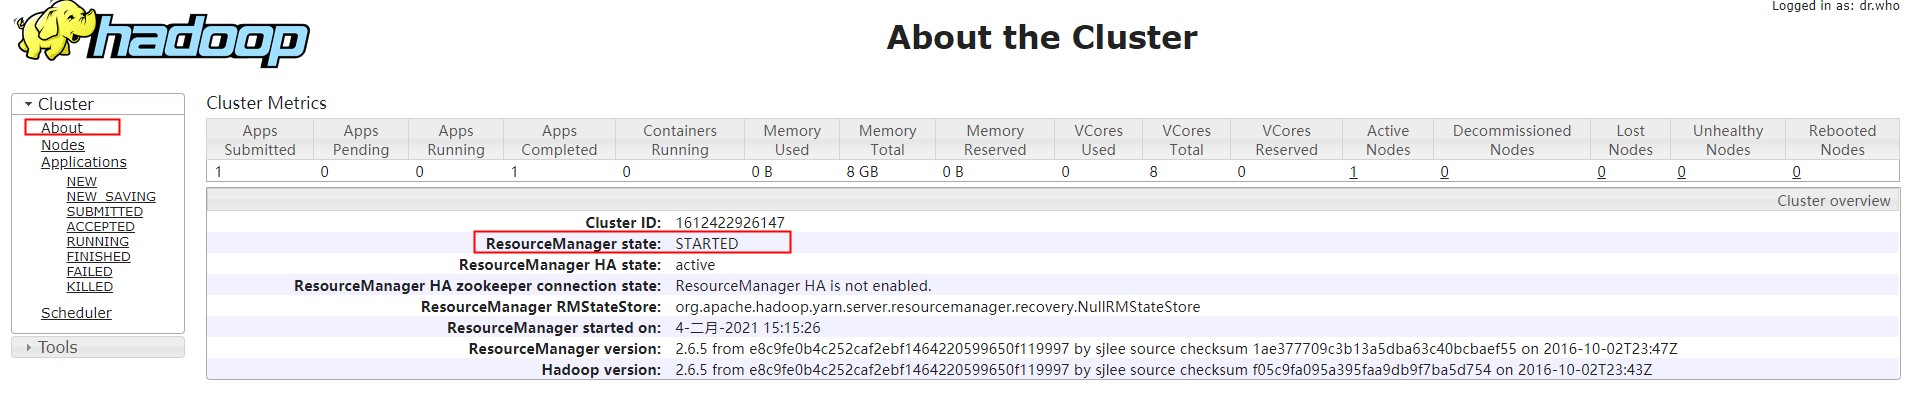 Logged in as: dr.who
hadoop
About the Cluster
Cluster
About
Nodes
Applications
NEW
NEW_SAVING
SUBMITTED
ACCEPTED
RUNNING
FINISHED
FAILED
KILLED
Scheduler
Tools
Cluster Metrics
Apps Submitted Apps Pending Apps Running Apps Completed Containers Running Memory Used Memory Total Memory Reserved VCores Used VCores Total VCores Reserved Active Nodes Decommissioned Nodes Lost Nodes Unhealthy Nodes Rebooted Nodes
1 0 0 1 0 0 B 8 GB 0 B 0 8 0 1 0 0 0 0
Cluster overview
Cluster ID: 1612422926147
ResourceManager state: STARTED
ResourceManager HA state: active
ResourceManager HA zookeeper connection state: ResourceManager HA is not enabled.
ResourceManager RMStateStore: org.apache.hadoop.yarn.server.resourcemanager.recovery.NullRMStateStore
ResourceManager started on: 4-二月-2021 15:15:26
ResourceManager version: 2.6.5 from e8c9fe0b4c252caf2ebf1464220599650f119997 by sjlee source checksum 1ae377709c3b13a5dba63c40bcbaef55 on 2016-10-02T23:47Z
Hadoop version: 2.6.5 from e8c9fe0b4c252caf2ebf1464220599650f119997 by sjlee source checksum f05c9fa095a395faa9db9f7ba5d754 on 2016-10-02T23:43Z